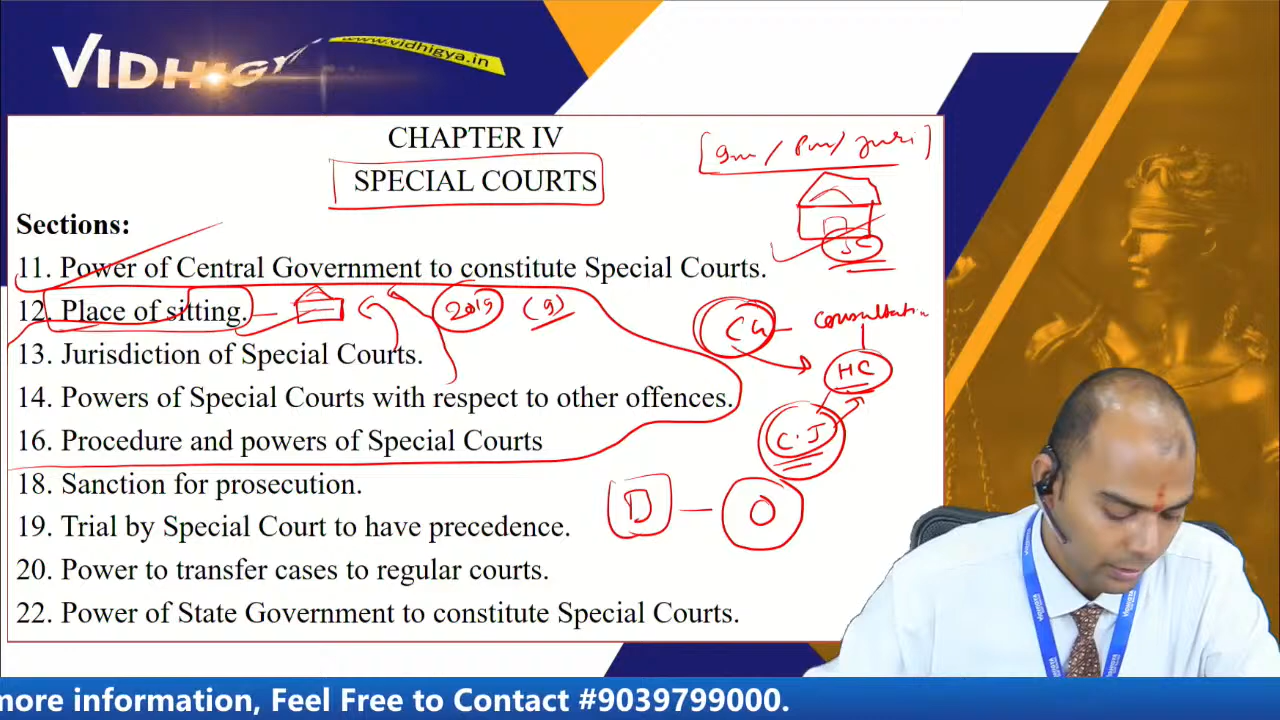 VIDHIGYA
www.vidhigya.in
CHAPTER IV
SPECIAL COURTS
Sections:
11. Power of Central Government to constitute Special Courts.
12. Place of sitting.
2019 (9)
13. Jurisdiction of Special Courts.
14. Powers of Special Courts with respect to other offences.
16. Procedure and powers of Special Courts
18. Sanction for prosecution.
19. Trial by Special Court to have precedence.
20. Power to transfer cases to regular courts.
22. Power of State Government to constitute Special Courts.
SC
CG
HC
C.J
D - O
more information, Feel Free to Contact #9039799000.